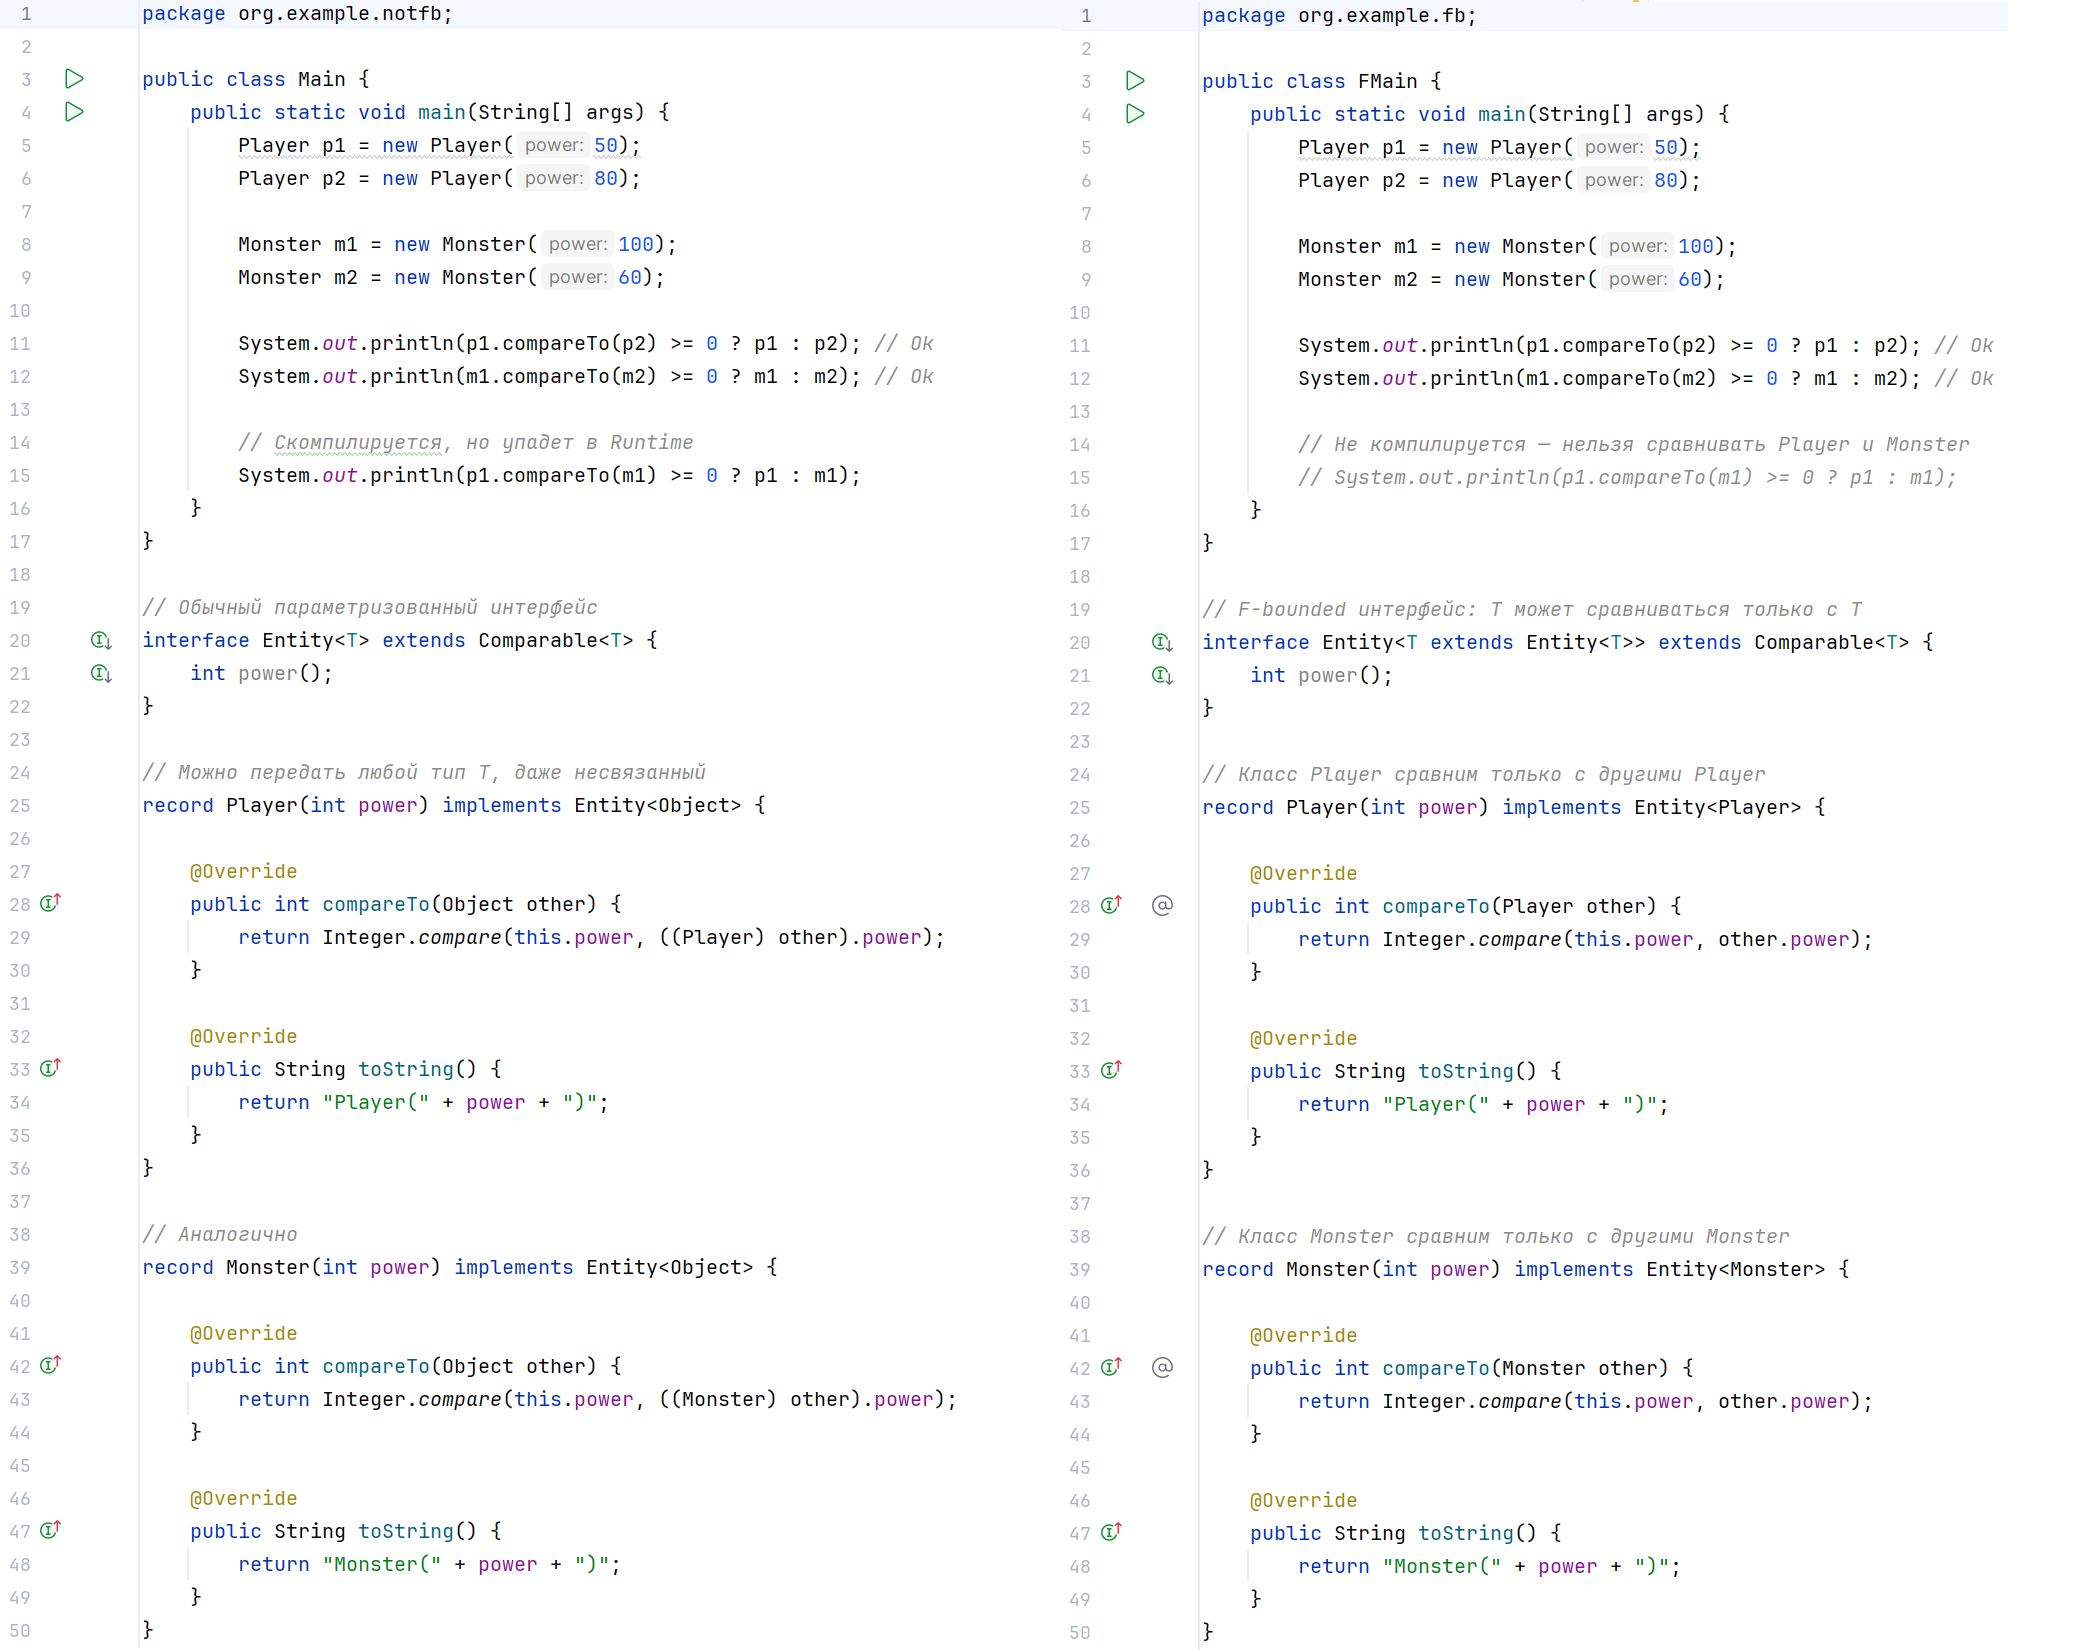 1 package org.example.notfb;
2
3 public class Main {
4 public static void main(String[] args) {
5 Player p1 = new Player( power: 50);
6 Player p2 = new Player( power: 80);
7
8 Monster m1 = new Monster( power: 100);
9 Monster m2 = new Monster( power: 60);
10
11 System.out.println(p1.compareTo(p2) >= 0 ? p1 : p2); // Ok
12 System.out.println(m1.compareTo(m2) >= 0 ? m1 : m2); // Ok
13
14 // Скомпилируется, но упадет в Runtime
15 System.out.println(p1.compareTo(m1) >= 0 ? p1 : m1);
16 }
17 }
18
19 // Обычный параметризованный интерфейс
20 interface Entity<T> extends Comparable<T> {
21 int power();
22 }
23
24 // Можно передать любой тип T, даже несвязанный
25 record Player(int power) implements Entity<Object> {
26
27 @Override
28 public int compareTo(Object other) {
29 return Integer.compare(this.power, ((Player) other).power);
30 }
31
32 @Override
33 public String toString() {
34 return "Player(" + power + ")";
35 }
36 }
37
38 // Аналогично
39 record Monster(int power) implements Entity<Object> {
40
41 @Override
42 public int compareTo(Object other) {
43 return Integer.compare(this.power, ((Monster) other).power);
44 }
45
46 @Override
47 public String toString() {
48 return "Monster(" + power + ")";
49 }
50 }
1 package org.example.fb;
2
3 public class FMain {
4 public static void main(String[] args) {
5 Player p1 = new Player( power: 50);
6 Player p2 = new Player( power: 80);
7
8 Monster m1 = new Monster( power: 100);
9 Monster m2 = new Monster( power: 60);
10
11 System.out.println(p1.compareTo(p2) >= 0 ? p1 : p2); // Ok
12 System.out.println(m1.compareTo(m2) >= 0 ? m1 : m2); // Ok
13
14 // Не компилируется — нельзя сравнивать Player и Monster
15 // System.out.println(p1.compareTo(m1) >= 0 ? p1 : m1);
16 }
17 }
18
19 // F-bounded интерфейс: T может сравниваться только с T
20 interface Entity<T extends Entity<T>> extends Comparable<T> {
21 int power();
22 }
23
24 // Класс Player сравним только с другими Player
25 record Player(int power) implements Entity<Player> {
26
27 @Override
28 public int compareTo(Player other) {
29 return Integer.compare(this.power, other.power);
30 }
31
32 @Override
33 public String toString() {
34 return "Player(" + power + ")";
35 }
36 }
37
38 // Класс Monster сравним только с другими Monster
39 record Monster(int power) implements Entity<Monster> {
40
41 @Override
42 public int compareTo(Monster other) {
43 return Integer.compare(this.power, other.power);
44 }
45
46 @Override
47 public String toString() {
48 return "Monster(" + power + ")";
49 }
50 }